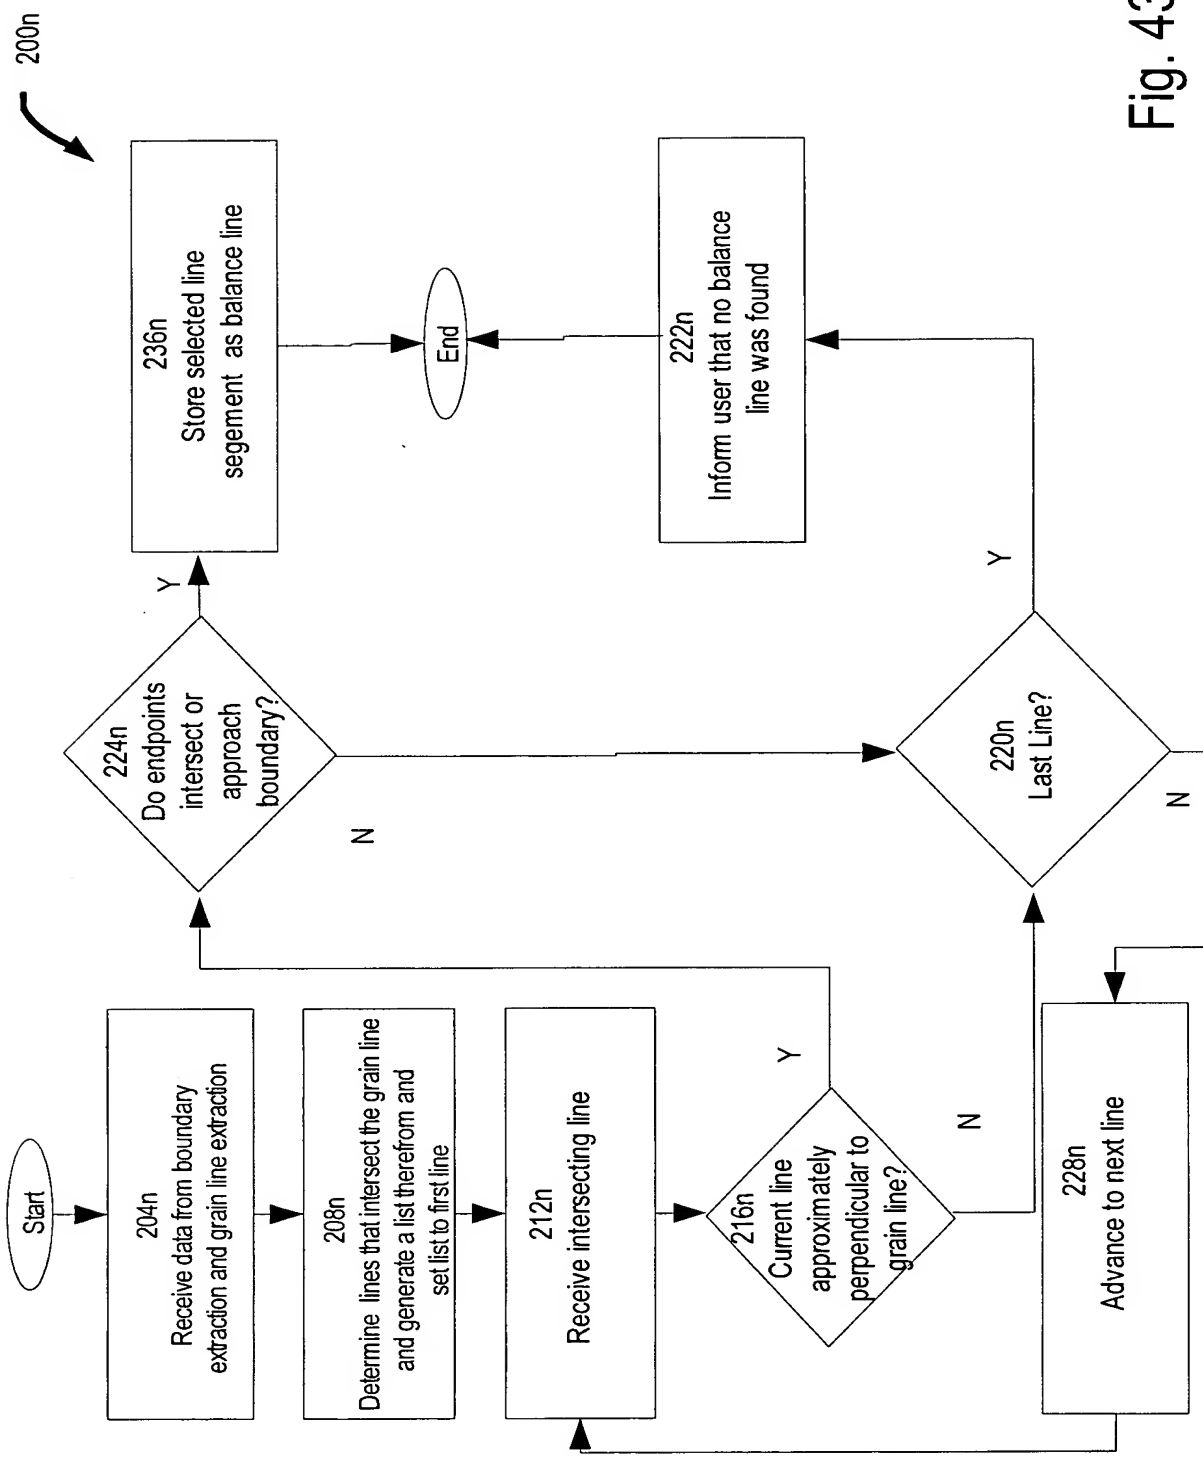 200n
Start
204n
Receive data from boundary
extraction and grain line extraction
208n
Determine lines that intersect the grain line
and generate a list therefrom and
set list to first line
212n
Receive intersecting line
216n
Current line
approximately
perpendicular to
grain line?
Y
N
224n
Do endpoints
intersect or
approach
boundary?
Y
N
236n
Store selected line
segement as balance line
End
220n
Last Line?
Y
N
222n
Inform user that no balance
line was found
228n
Advance to next line
Fig. 43